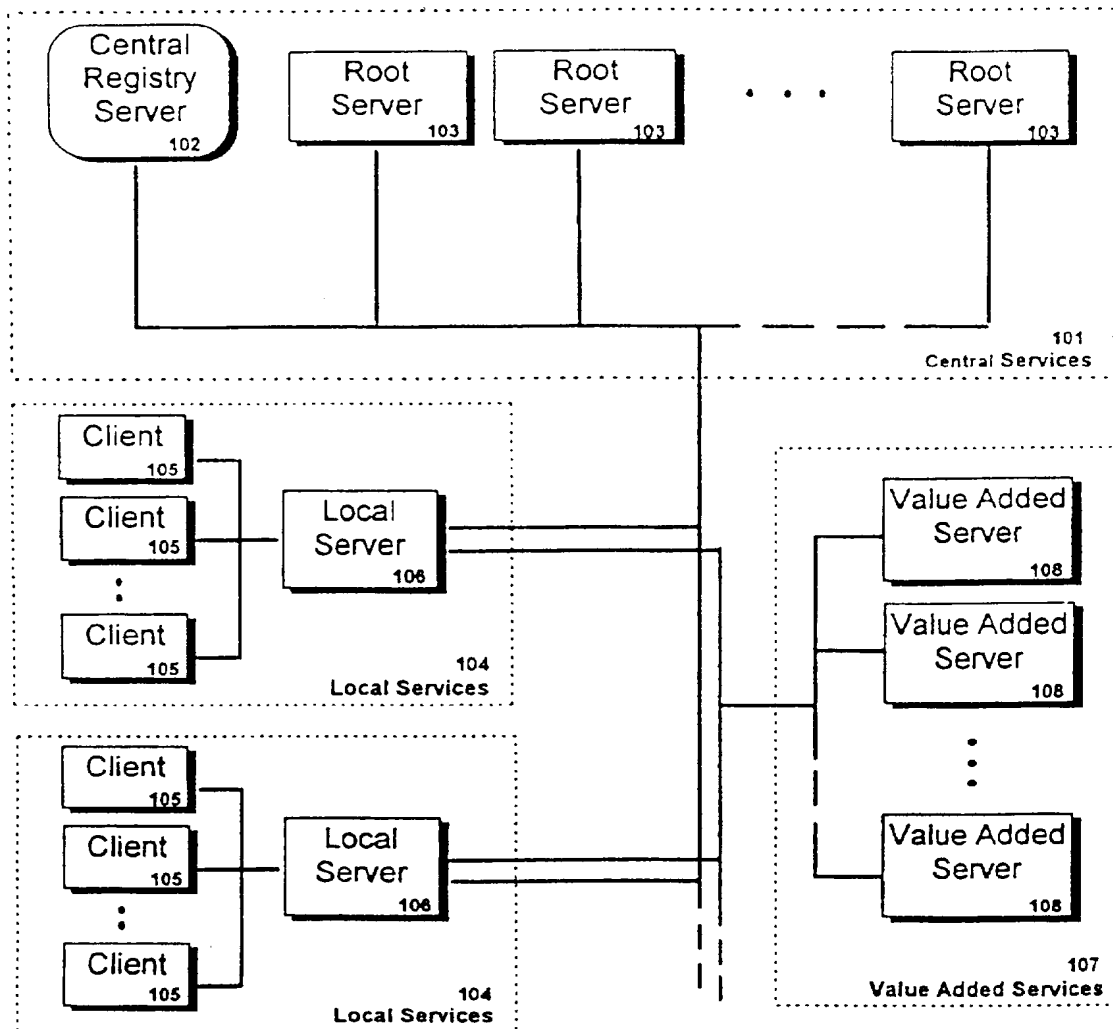 Central
Registry
Server
102
Root
Server
103
Root
Server
103
Root
Server
103
101
Central Services
Client
105
Client
105
Client
105
Local
Server
106
104
Local Services
Client
105
Client
105
Client
105
Local
Server
106
104
Local Services
Value Added
Server
108
Value Added
Server
108
Value Added
Server
108
107
Value Added Services